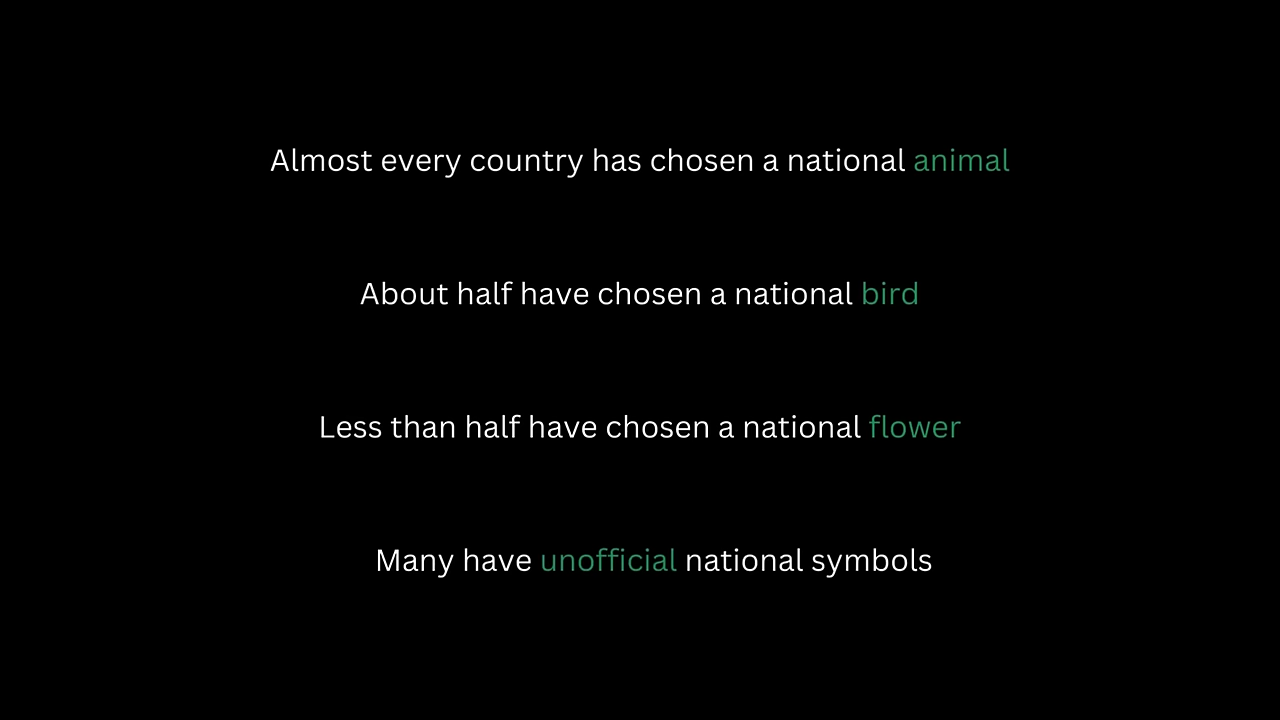 Almost every country has chosen a national animal
About half have chosen a national bird
Less than half have chosen a national flower
Many have unofficial national symbols